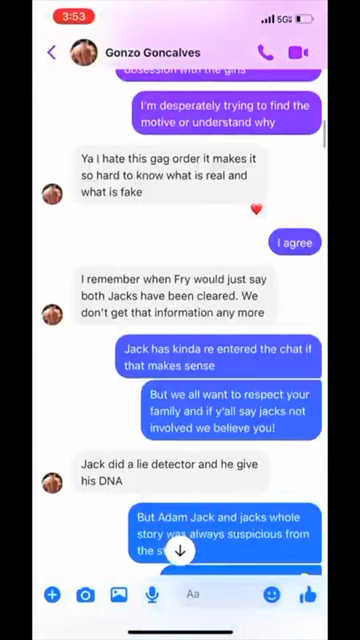 3:53
5G
Gonzo Goncalves
obsession with the girls
I'm desperately trying to find the
motive or understand why
Ya I hate this gag order it makes it
so hard to know what is real and
what is fake
I agree
I remember when Fry would just say
both Jacks have been cleared. We
don't get that information any more
Jack has kinda re entered the chat if
that makes sense
But we all want to respect your
family and if y'all say jacks not
involved we believe you!
Jack did a lie detector and he give
his DNA
But Adam Jack and jacks whole
story was always suspicious from
the
Aa